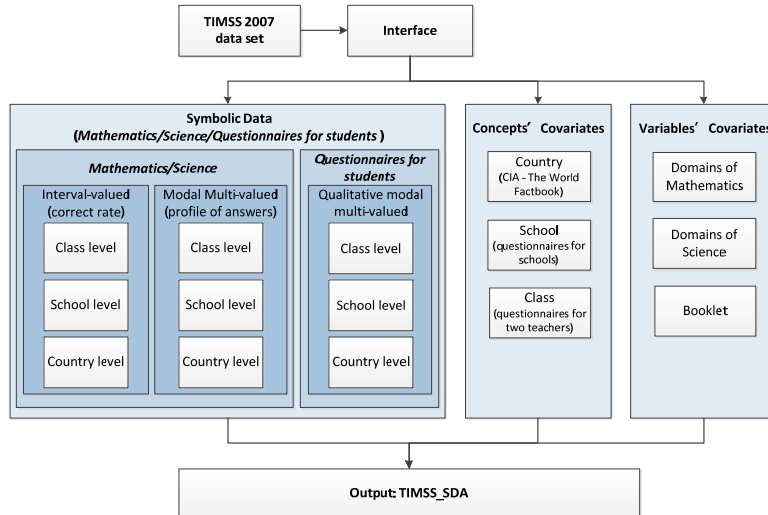 TIMSS 2007
data set
Interface
Symbolic Data
(Mathematics/Science/Questionnaires for students )
Mathematics/Science
Interval-valued
(correct rate)
Class level
School level
Country level
Modal Multi-valued
(profile of answers)
Class level
School level
Country level
Questionnaires for
students
Qualitative modal
multi-valued
Class level
School level
Country level
Concepts' Covariates
Country
(CIA - The World
Factbook)
School
(questionnaires for
schools)
Class
(questionnaires for
two teachers)
Variables' Covariates
Domains of
Mathematics
Domains of
Science
Booklet
Output: TIMSS_SDA